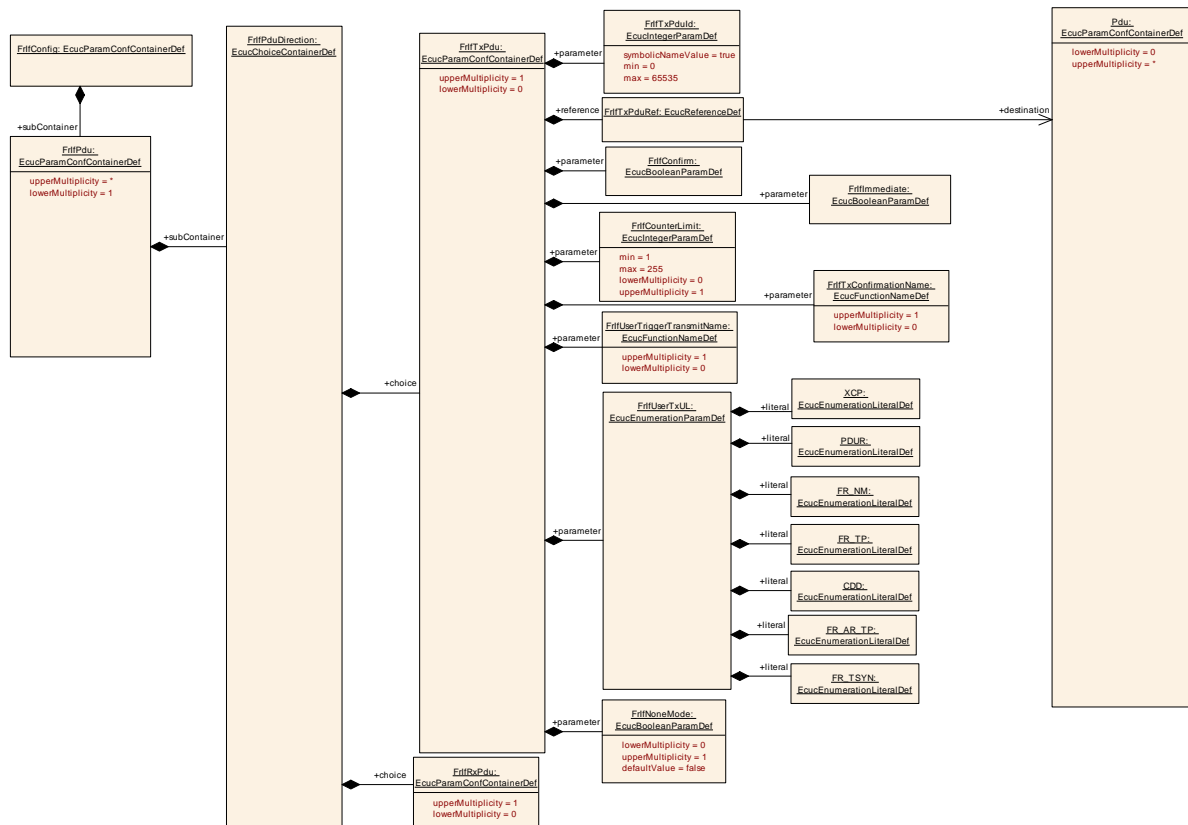 FrIfConfig: EcucParamConfContainerDef
+subContainer
FrIfPdu:
EcucParamConfContainerDef
upperMultiplicity = *
lowerMultiplicity = 1
+subContainer
FrIfPduDirection:
EcucChoiceContainerDef
+choice
+choice
FrIfTxPdu:
EcucParamConfContainerDef
upperMultiplicity = 1
lowerMultiplicity = 0
+parameter
FrIfTxPduId:
EcucIntegerParamDef
symbolicNameValue = true
min = 0
max = 65535
+reference
FrIfTxPduRef: EcucReferenceDef
+destination
Pdu:
EcucParamConfContainerDef
lowerMultiplicity = 0
upperMultiplicity = *
+parameter
FrIfConfirm:
EcucBooleanParamDef
+parameter
FrIfImmediate:
EcucBooleanParamDef
+parameter
FrIfCounterLimit:
EcucIntegerParamDef
min = 1
max = 255
lowerMultiplicity = 0
upperMultiplicity = 1
+parameter
FrIfTxConfirmationName:
EcucFunctionNameDef
upperMultiplicity = 1
lowerMultiplicity = 0
+parameter
FrIfUserTriggerTransmitName:
EcucFunctionNameDef
upperMultiplicity = 1
lowerMultiplicity = 0
+parameter
FrIfUserTxUL:
EcucEnumerationParamDef
+literal
XCP:
EcucEnumerationLiteralDef
+literal
PDUR:
EcucEnumerationLiteralDef
+literal
FR_NM:
EcucEnumerationLiteralDef
+literal
FR_TP:
EcucEnumerationLiteralDef
+literal
CDD:
EcucEnumerationLiteralDef
+literal
FR_AR_TP:
EcucEnumerationLiteralDef
+literal
FR_TSYN:
EcucEnumerationLiteralDef
+parameter
FrIfNoneMode:
EcucBooleanParamDef
lowerMultiplicity = 0
upperMultiplicity = 1
defaultValue = false
FrIfRxPdu:
EcucParamConfContainerDef
upperMultiplicity = 1
lowerMultiplicity = 0